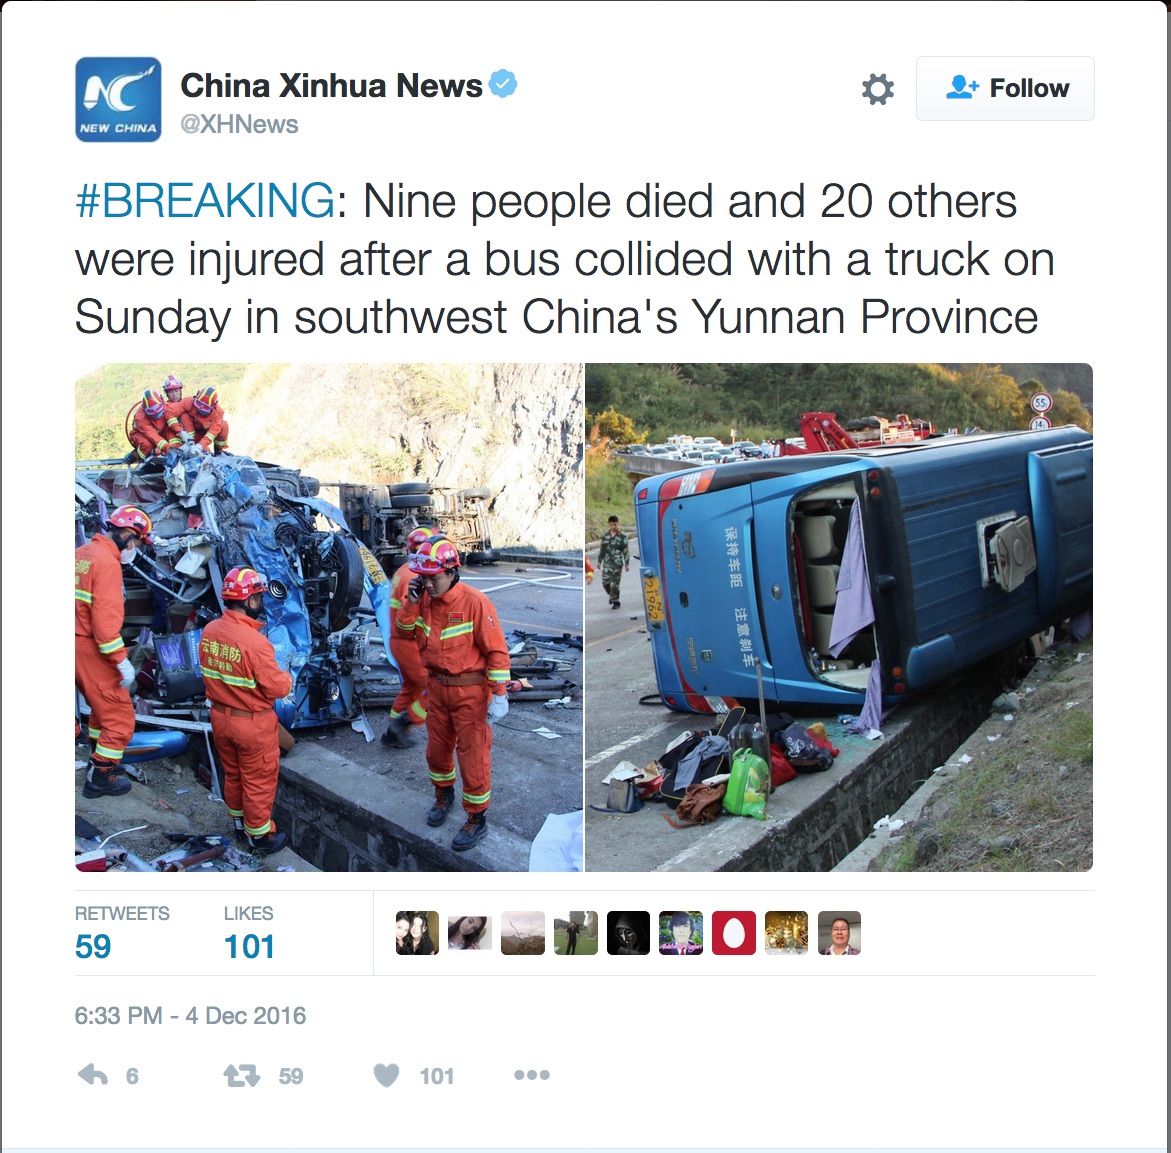 NEW CHINA
China Xinhua News
@XHNews
Follow
#BREAKING: Nine people died and 20 others
were injured after a bus collided with a truck on
Sunday in southwest China's Yunnan Province
云南消防
55
14
保持车距 注意刹车
21962
RETWEETS
59
LIKES
101
6:33 PM - 4 Dec 2016
6
59
101